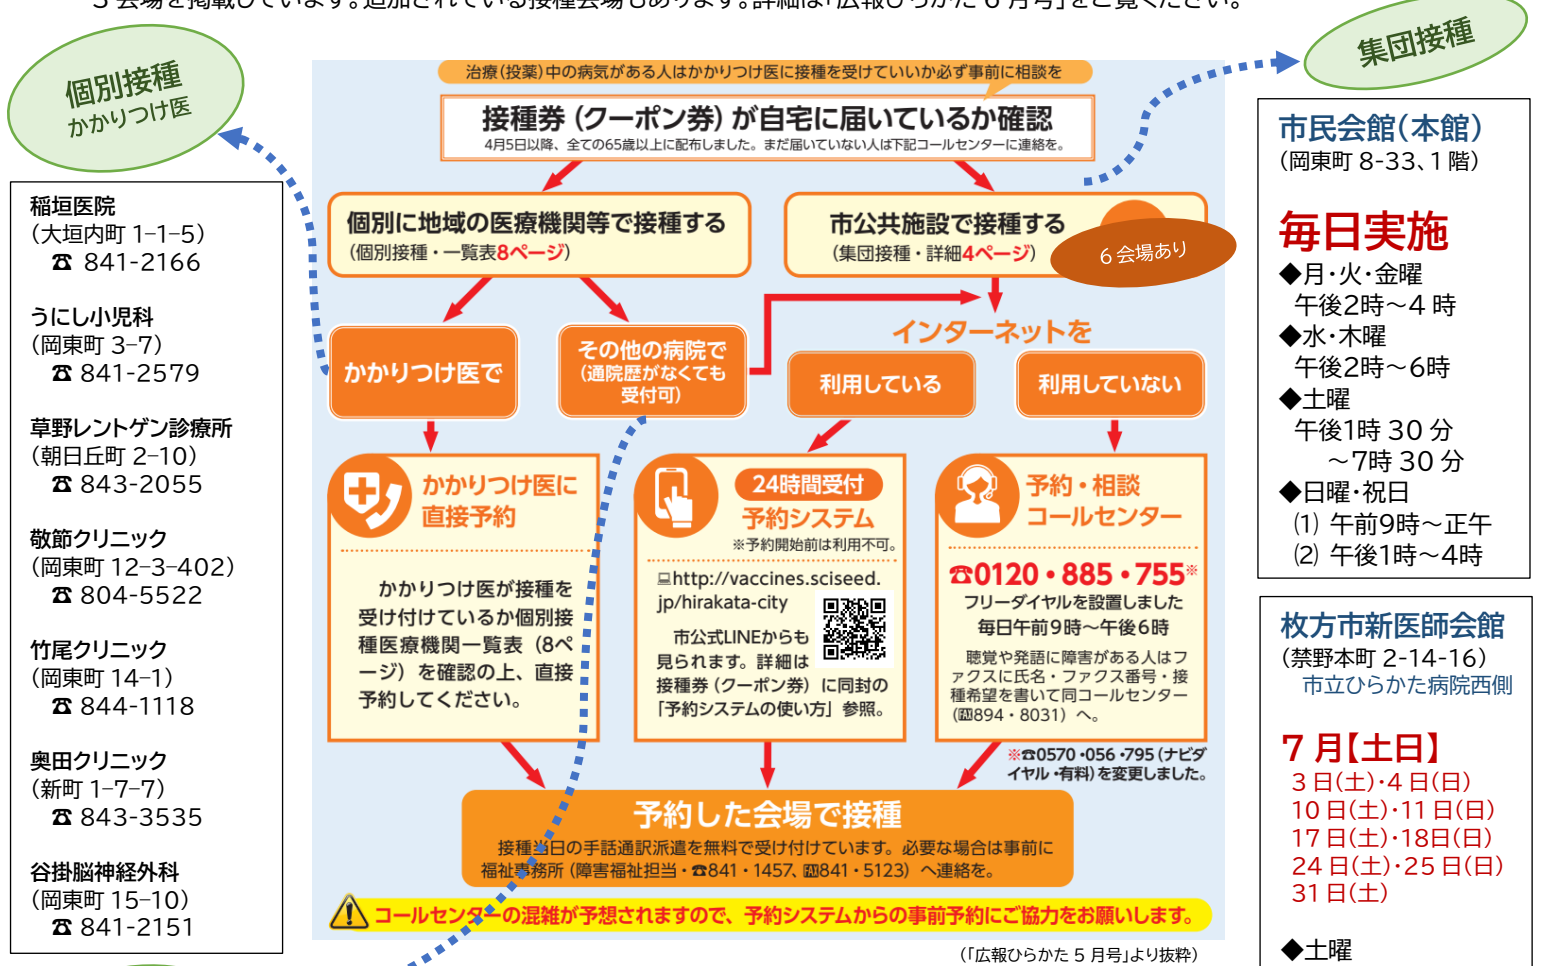 3 会場を掲載しています。追加されている接種会場もあります。詳細は「広報ひらかた 6 月号」をご覧ください。
個別接種
かかりつけ医
稲垣医院
（大垣内町 1-1-5）
☎ 841-2166
うにし小児科
（岡東町 3-7）
☎ 841-2579
草野レントゲン診療所
（朝日丘町 2-10）
☎ 843-2055
敬節クリニック
（岡東町 12-3-402）
☎ 804-5522
竹尾クリニック
（岡東町 14-1）
☎ 844-1118
奥田クリニック
（新町 1-7-7）
☎ 843-3535
谷掛脳神経外科
（岡東町 15-10）
☎ 841-2151
治療（投薬）中の病気がある人はかかりつけ医に接種を受けていいか必ず事前に相談を
接種券（クーポン券）が自宅に届いているか確認
4月5日以降、全ての65歳以上に配布しました。まだ届いていない人は下記コールセンターに連絡を。
個別に地域の医療機関等で接種する
（個別接種・一覧表8ページ）
市公共施設で接種する
（集団接種・詳細4ページ）
6 会場あり
インターネットを
かかりつけ医で
その他の病院で
（通院歴がなくても
受付可）
利用している
利用していない
かかりつけ医に
直接予約
かかりつけ医が接種を
受け付けているか個別接
種医療機関一覧表（8ペ
ージ）を確認の上、直接
予約してください。
24時間受付
予約システム
※予約開始前は利用不可。
http://vaccines.sciseed.
jp/hirakata-city
市公式LINEからも
見られます。詳細は
接種券（クーポン券）に同封の
「予約システムの使い方」参照。
予約・相談
コールセンター
☎0120・885・755※
フリーダイヤルを設置しました
毎日午前9時～午後6時
聴覚や発語に障害がある人はフ
ァクスに氏名・ファクス番号・接
種希望を書いて同コールセンター
（FAX894・8031）へ。
※☎0570・056・795（ナビダ
イヤル・有料）を変更しました。
予約した会場で接種
接種当日の手話通訳派遣を無料で受け付けています。必要な場合は事前に
福祉事務所（障害福祉担当・☎841・1457、FAX841・5123）へ連絡を。
コールセンターの混雑が予想されますので、予約システムからの事前予約にご協力をお願いします。
（「広報ひらかた 5 月号」より抜粋）
集団接種
市民会館（本館）
（岡東町 8-33、1 階）
毎日実施
◆月・火・金曜
午後2時～4 時
◆水・木曜
午後2時～6時
◆土曜
午後1時 30 分
～7時 30 分
◆日曜・祝日
⑴ 午前9時～正午
⑵ 午後1時～4時
枚方市新医師会館
（禁野本町 2-14-16）
市立ひらかた病院西側
7 月【土日】
3 日(土)・4 日(日)
10 日(土)・11 日(日)
17 日(土)・18日(日)
24 日(土)・25 日(日)
31 日(土)
◆土曜